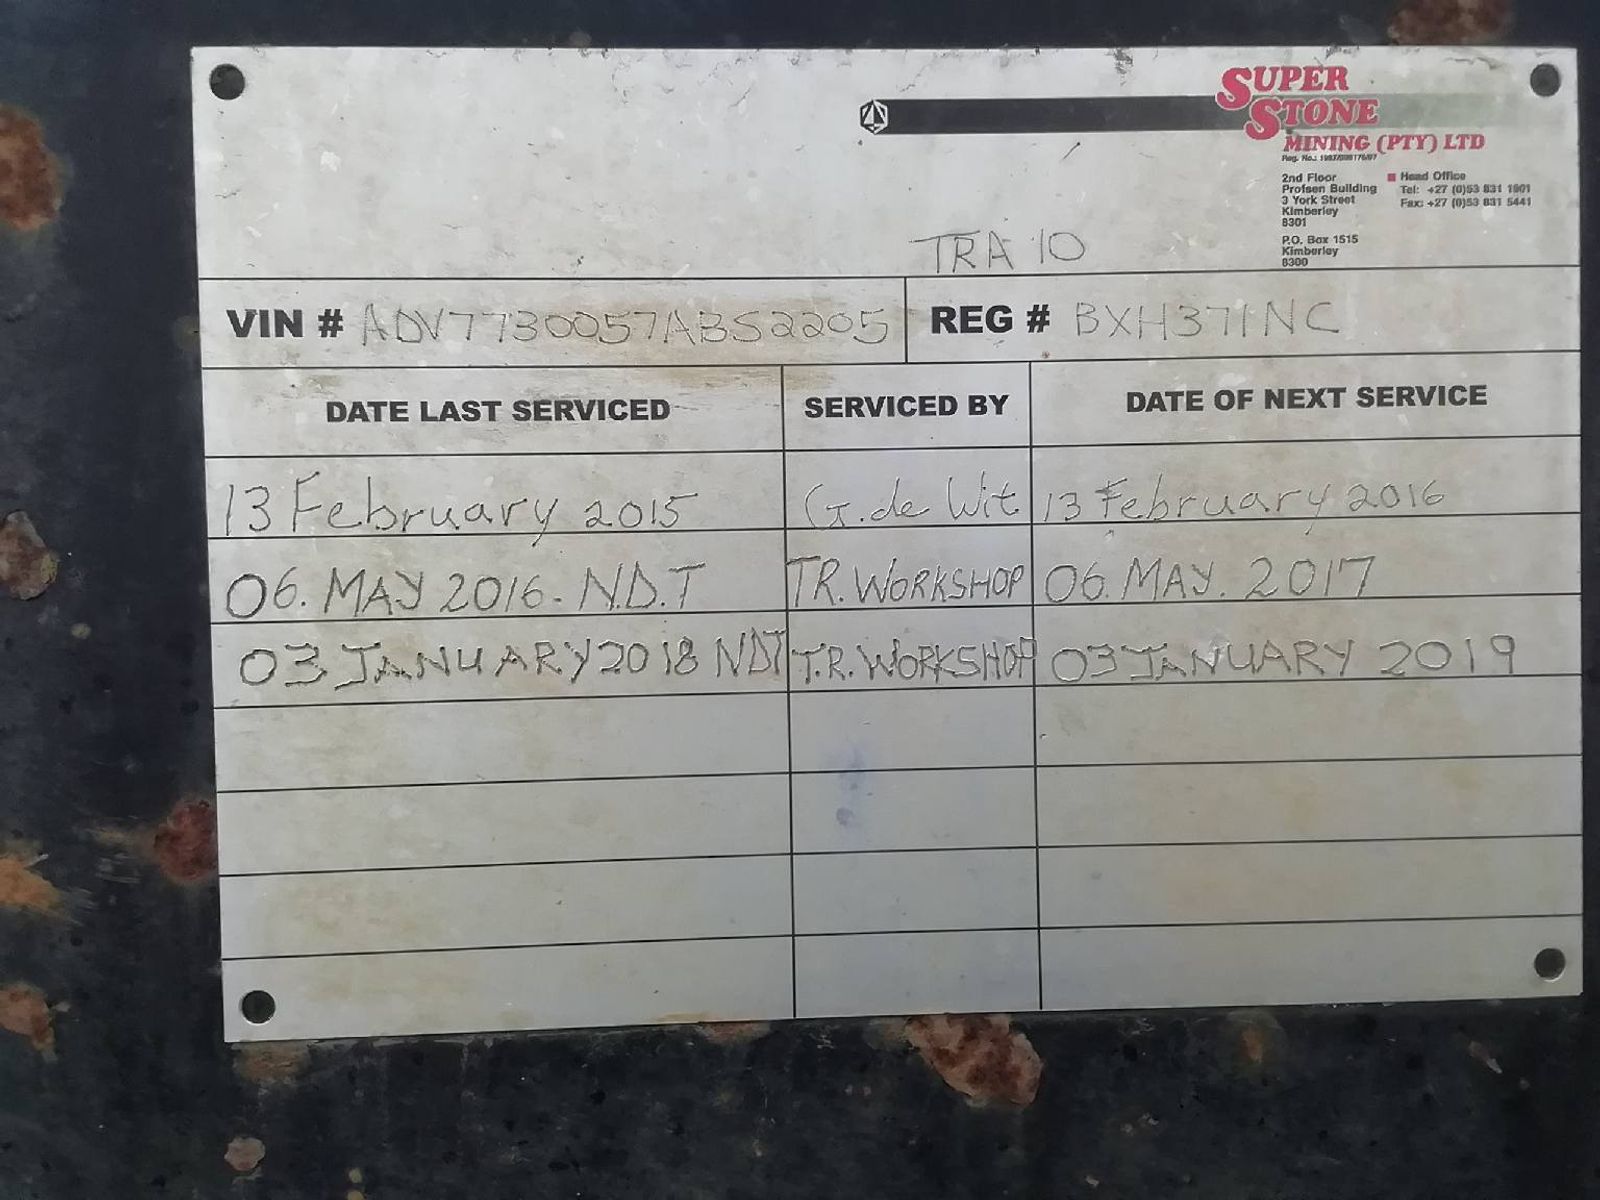 SUPER
STONE
MINING (PTY) LTD
2nd Floor
Profsen Building
3 York Street
Kimberley
8301
P.O. Box 1515
Kimberley
8300
Head Office
Tel: +27 (0)53 831 1901
Fax: +27 (0)53 831 5441
TRA 10
VIN # ADV7730057ABS2205 REG # BXH371NC
DATE LAST SERVICED SERVICED BY DATE OF NEXT SERVICE
13 February 2015 G. de Wit 13 February 2016
06. MAY 2016- N.D.T TR. WORKSHOP 06. MAY. 2017
03 JANUARY 2018 NDT T.R. WORKSHOP 03 JANUARY 2019